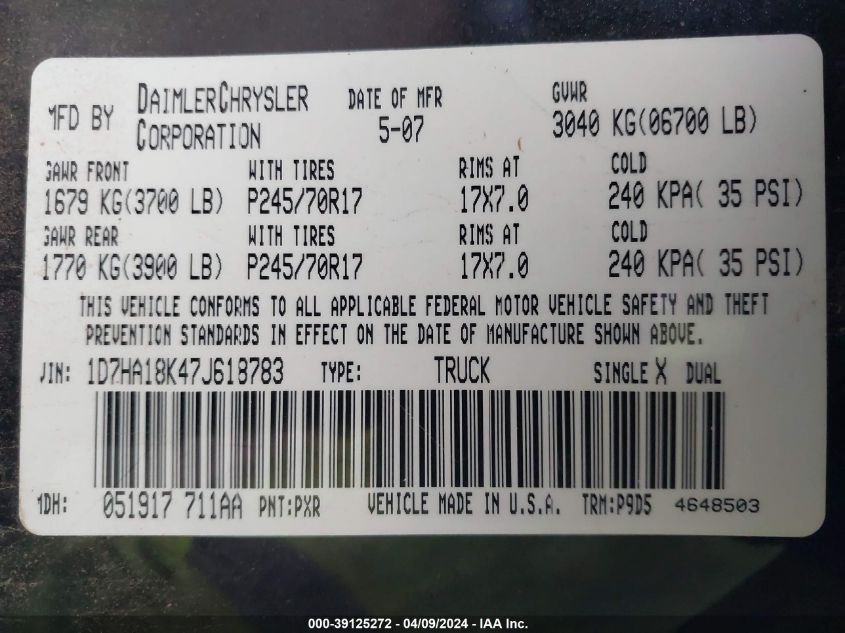 MFD BY DAIMLERCHRYSLER CORPORATION DATE OF MFR 5-07 GVWR 3040 KG(06700 LB)
GAWR FRONT WITH TIRES RIMS AT COLD
1679 KG(3700 LB) P245/70R17 17X7.0 240 KPA( 35 PSI)
GAWR REAR WITH TIRES RIMS AT COLD
1770 KG(3900 LB) P245/70R17 17X7.0 240 KPA( 35 PSI)
THIS VEHICLE CONFORMS TO ALL APPLICABLE FEDERAL MOTOR VEHICLE SAFETY AND THEFT
PREVENTION STANDARDS IN EFFECT ON THE DATE OF MANUFACTURE SHOWN ABOVE.
VIN: 1D7HA18K47J618783 TYPE: TRUCK SINGLE X DUAL
MDH: 051917 711AA PNT:PXR VEHICLE MADE IN U.S.A. TRM:P9D5 4648503
000-39125272 - 04/09/2024 - IAA Inc.